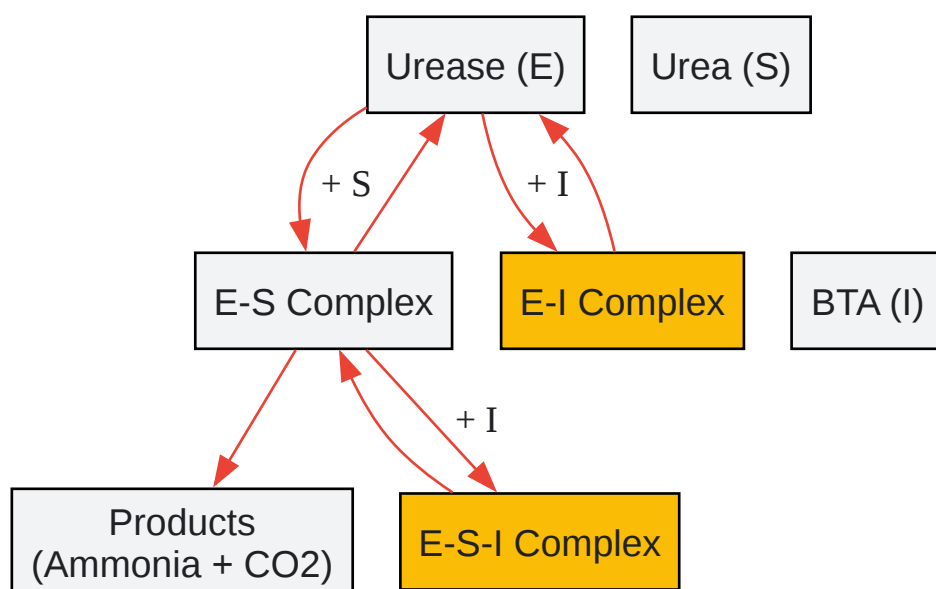 Urease (E)
Urea (S)
+ S
+ I
E-S Complex
E-I Complex
BTA (I)
+ I
Products
(Ammonia + CO2)
E-S-I Complex